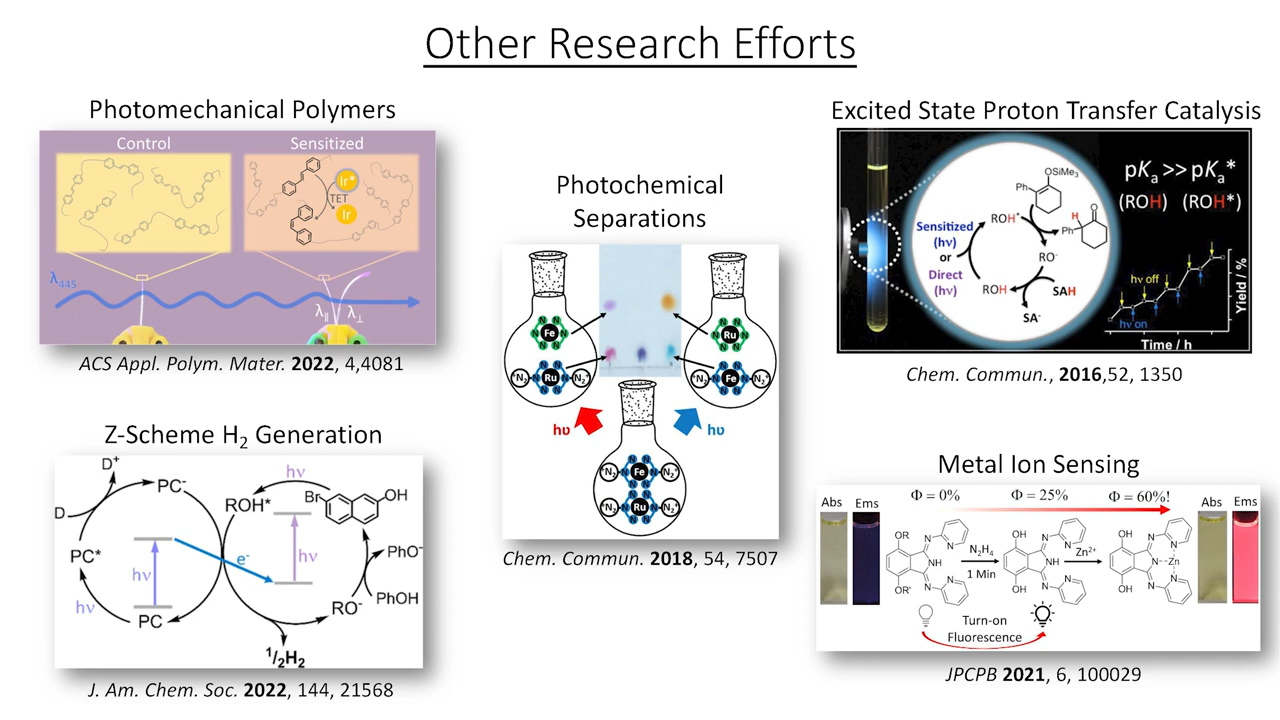 Other Research Efforts
Photomechanical Polymers
Control
Sensitized
Ir*
TET
Ir
λ445
λ∥
λ⊥
ACS Appl. Polym. Mater. 2022, 4,4081
Z-Scheme H2 Generation
D+
PC-
D
PC*
hν
hν
PC
e-
ROH*
hν
Br
OH
hν
PhO-
PhOH
RO-
1/2H2
J. Am. Chem. Soc. 2022, 144, 21568
Photochemical
Separations
N N
N Fe N
N N
N N
N Ru N
N N
N N
*N2 N Ru N N2*
N N
N N
*N2 N Fe N N2*
N N
hυ
hυ
N N
*N2 N Fe N N2*
N N
N N
*N2 N Ru N N2*
N N
Chem. Commun. 2018, 54, 7507
Excited State Proton Transfer Catalysis
OSiMe3
Ph
ROH*
H
O
Ph
Sensitized
(hν)
or
Direct
(hν)
RO-
ROH
SAH
SA-
pKa >> pKa*
(ROH) (ROH*)
hν off
hν on
Yield / %
Time / h
Chem. Commun., 2016,52, 1350
Metal Ion Sensing
Abs Ems
Φ = 0% Φ = 25% Φ = 60%!
Abs Ems
OR
N
N
NH
N
N
OR'
N2H4
1 Min
OH
N
N
NH
N
N
OH
Zn2+
OH
N
N
N--Zn
N
N
OH
Turn-on
Fluorescence
JPCPB 2021, 6, 100029